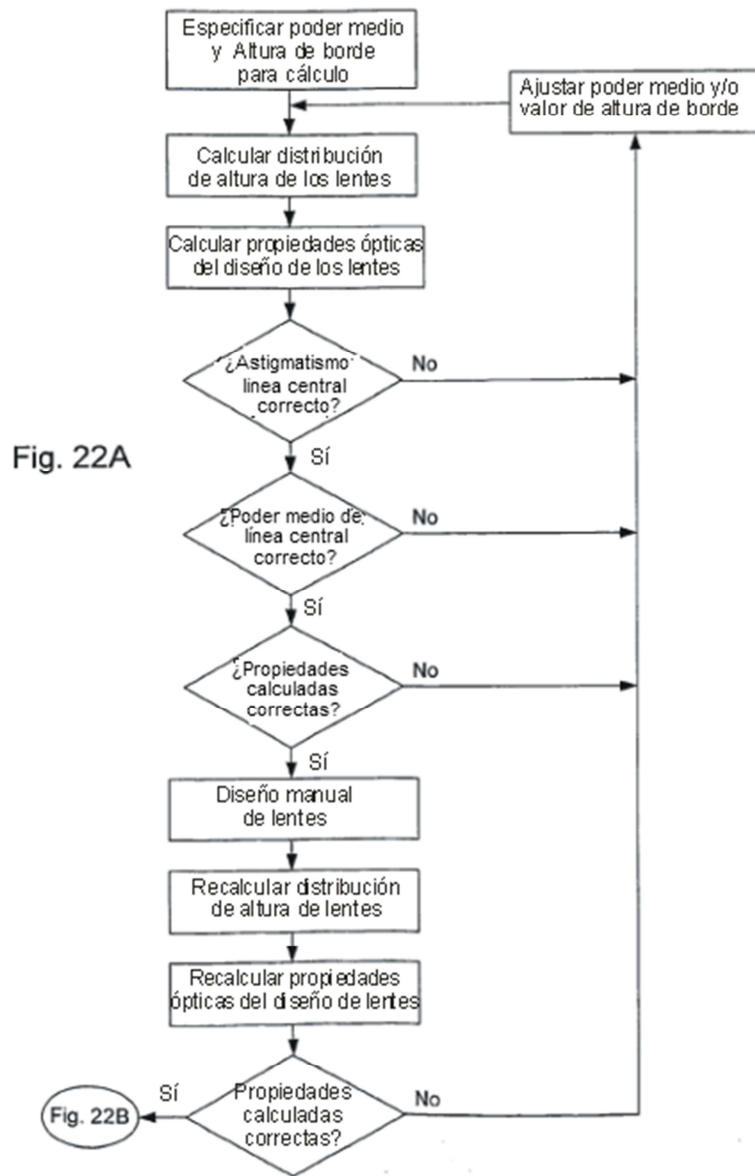 Especificar poder medio
y Altura de borde
para cálculo
Ajustar poder medio y/o
valor de altura de borde
Calcular distribución
de altura de los lentes
Calcular propiedades ópticas
del diseño de los lentes
¿Astigmatismo
linea central
correcto?
No
Sí
Fig. 22A
¿Poder medio de
línea central
correcto?
No
Sí
¿Propiedades
calculadas
correctas?
No
Sí
Diseño manual
de lentes
Recalcular distribución
de altura de lentes
Recalcular propiedades
ópticas del diseño de lentes
Propiedades
calculadas
correctas?
Sí
No
Fig. 22B